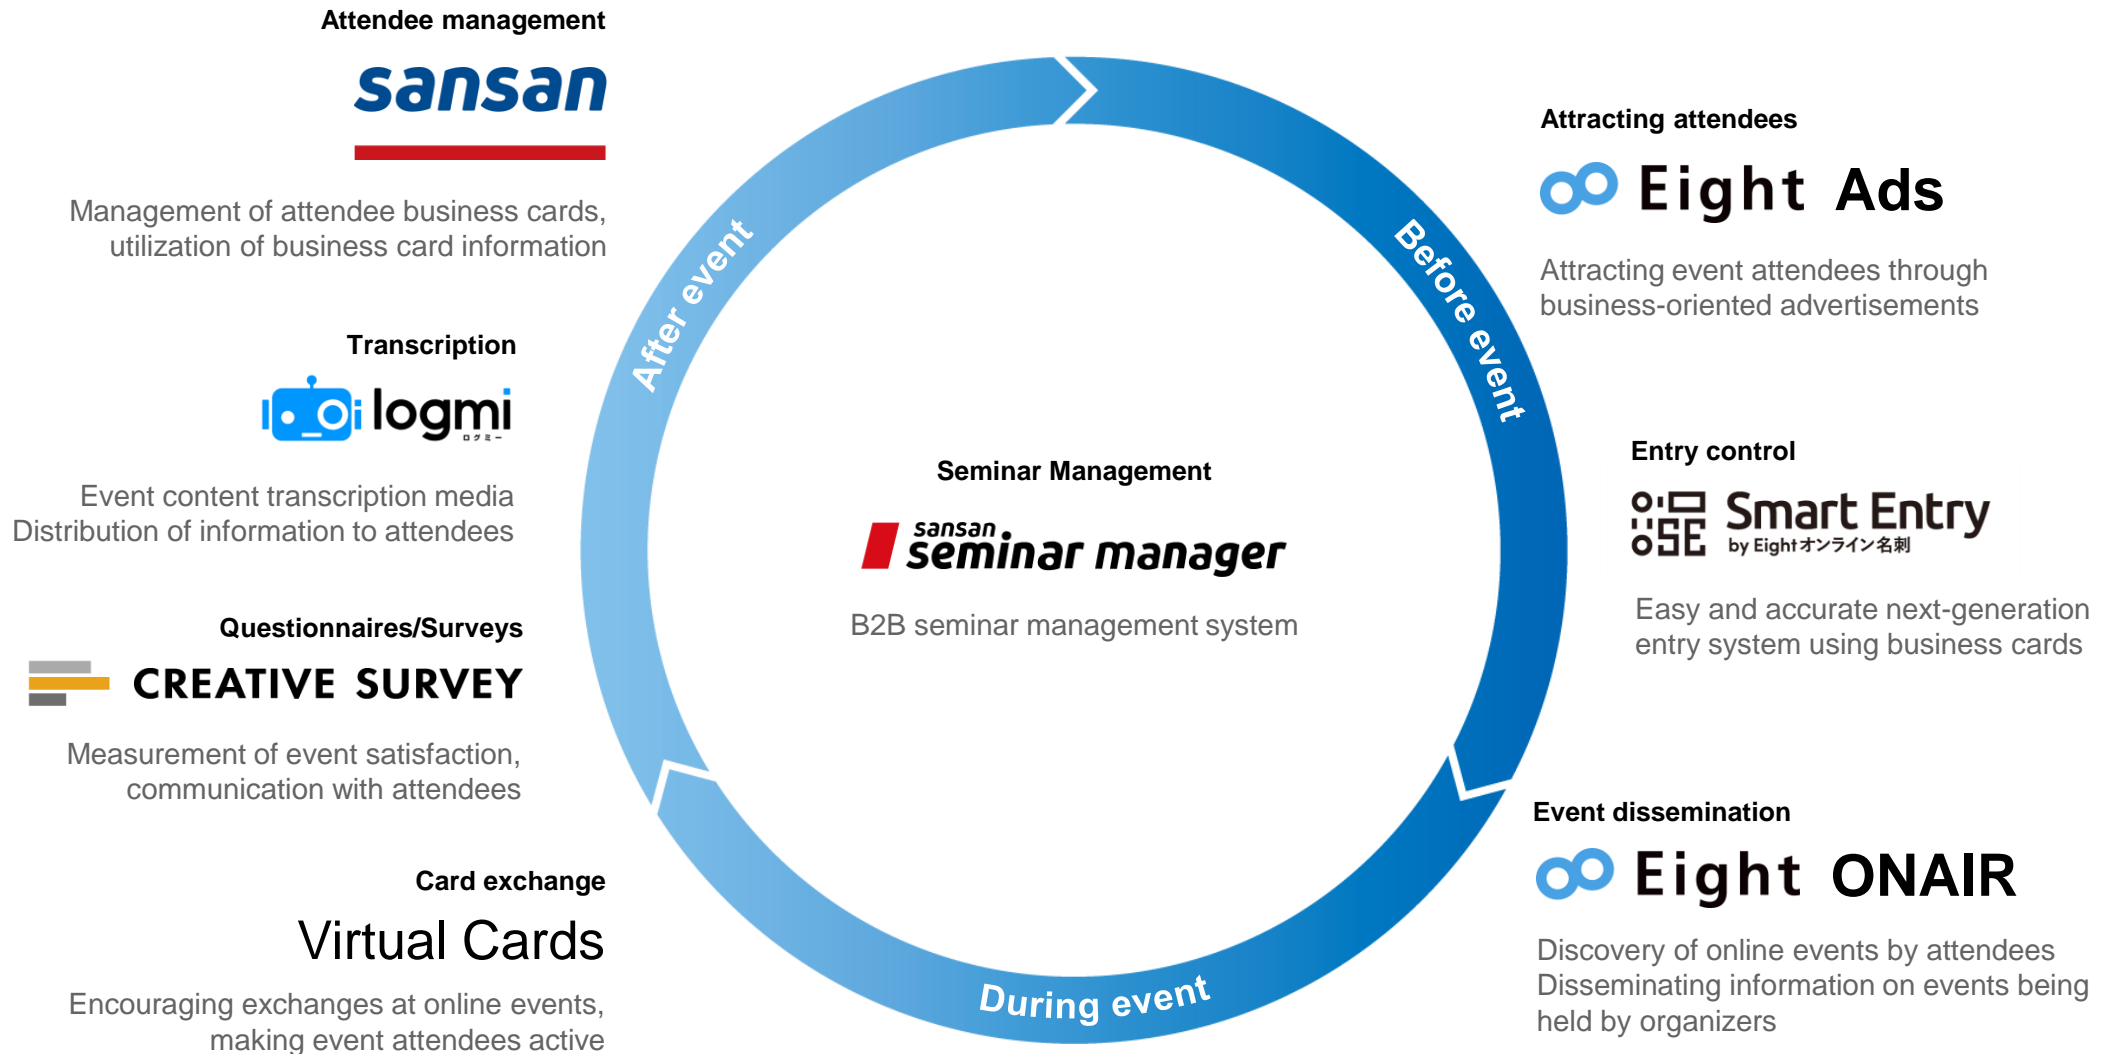 Attendee management
sansan
Management of attendee business cards,
utilization of business card information
Transcription
logmi
ログミー
Event content transcription media
Distribution of information to attendees
Questionnaires/Surveys
CREATIVE SURVEY
Measurement of event satisfaction,
communication with attendees
Card exchange
Virtual Cards
Encouraging exchanges at online events,
making event attendees active
After event
Before event
During event
Seminar Management
sansan
seminar manager
B2B seminar management system
Attracting attendees
Eight Ads
Attracting event attendees through
business-oriented advertisements
Entry control
Smart Entry
by Eightオンライン名刺
Easy and accurate next-generation
entry system using business cards
Event dissemination
Eight ONAIR
Discovery of online events by attendees
Disseminating information on events being
held by organizers